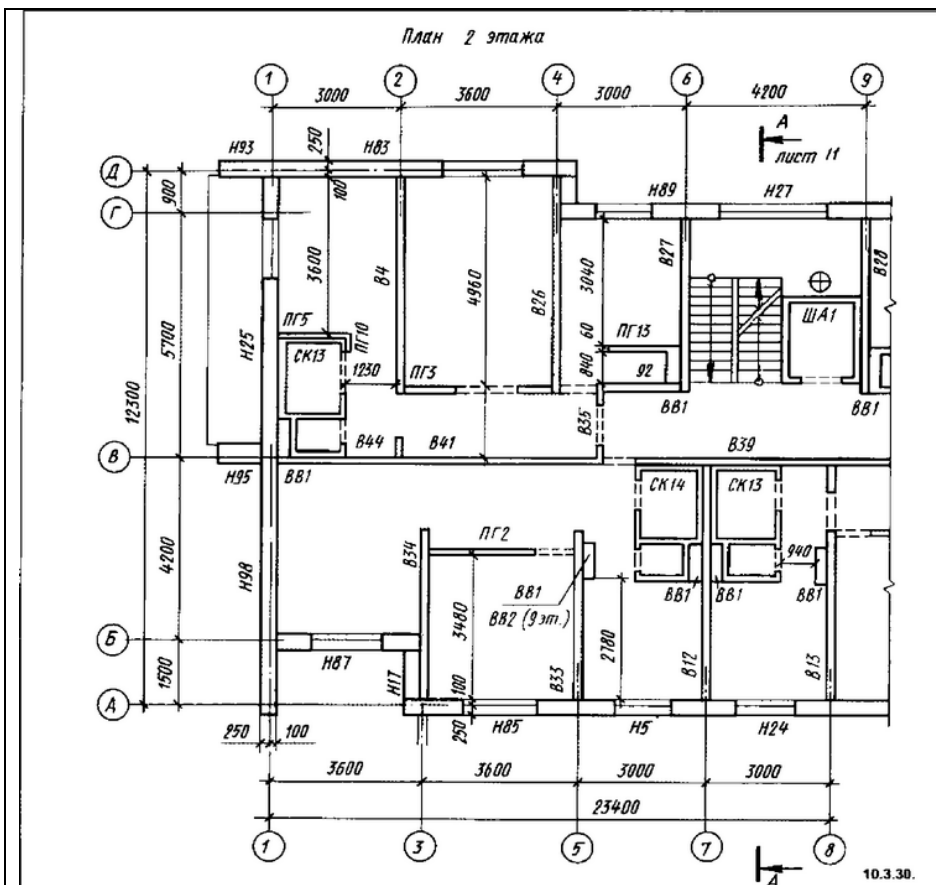 План 2 этажа
1 2 4 6 9
3000 3600 3000 4200
А
лист 11
Н93 250 Н83
Д
900
100
Н89 Н27
Г
3600
В4
4960
В26
3040
В27
В28
ПГ5
ПГ10
СК13
ША1
60
ПГ13
Н25
5700
12300
1230
ПГ3
840
92
ВВ1 ВВ1
В44 В41
В35
В39
В
Н95 ВВ1
СК14 СК13
ПГ2
В34
940
4200
Н98
ВВ1
ВВ2 (9 эт.)
ВВ1 ВВ1 ВВ1
3480
2780
Б
Н87
Н17
1500
100
В33
В12
В13
А
250
Н85 Н5 Н24
250 100
3600 3600 3000 3000
23400
1 3 5 7 8
А
10.3.30.